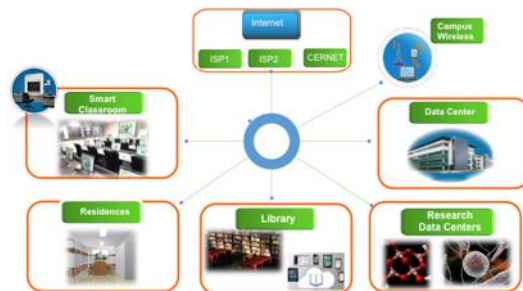 Internet
ISP1
ISP2
CERNET
Campus
Wireless
Smart
Classroom
Data Center
Residences
Library
Research
Data Centers